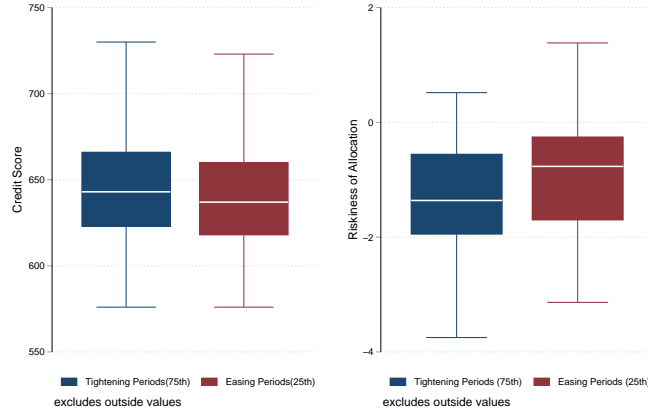 750
700
650
600
550
Credit Score
Tightening Periods(75th) Easing Periods(25th)
excludes outside values
2
0
−2
−4
Riskiness of Allocation
Tightening Periods (75th) Easing Periods (25th)
excludes outside values